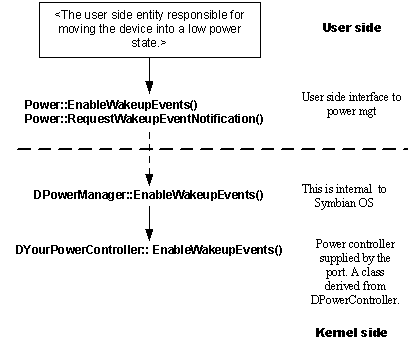 <The user side entity responsible for
moving the device into a low power
state.>
User side
Power::EnableWakeupEvents()
Power::RequestWakeupEventNotification()
User side interface to
power mgt
DPowerManager::EnableWakeupEvents()
This is internal to
Symbian OS
DYourPowerController:: EnableWakeupEvents()
Power controller
supplied by the
port. A class
derived from
DPowerController.
Kernel side